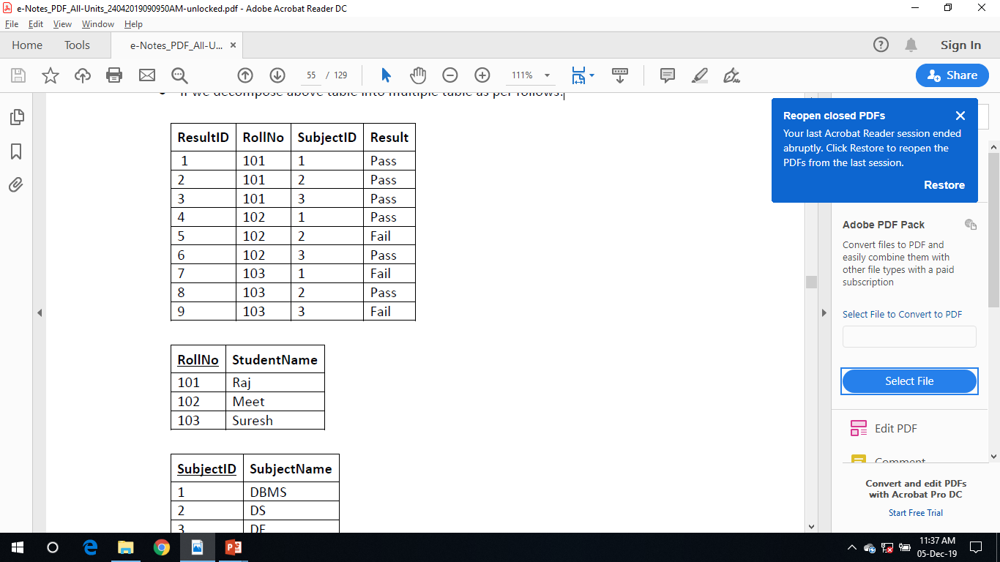 e-Notes_PDF_All-Units_24042019090950AM-unlocked.pdf - Adobe Acrobat Reader DC
File Edit View Window Help
Home Tools e-Notes_PDF_All-U... × ? Sign In
55 / 129 111% Share
if we decompose above table into multiple table as per follows:
ResultID RollNo SubjectID Result
1 101 1 Pass
2 101 2 Pass
3 101 3 Pass
4 102 1 Pass
5 102 2 Fail
6 102 3 Pass
7 103 1 Fail
8 103 2 Pass
9 103 3 Fail
RollNo StudentName
101 Raj
102 Meet
103 Suresh
SubjectID SubjectName
1 DBMS
2 DS
3
Reopen closed PDFs
Your last Acrobat Reader session ended
abruptly. Click Restore to reopen the
PDFs from the last session.
Restore
Adobe PDF Pack
Convert files to PDF and
easily combine them with
other file types with a paid
subscription
Select File to Convert to PDF
Select File
Edit PDF
Comment
Convert and edit PDFs
with Acrobat Pro DC
Start Free Trial
11:37 AM
05-Dec-19